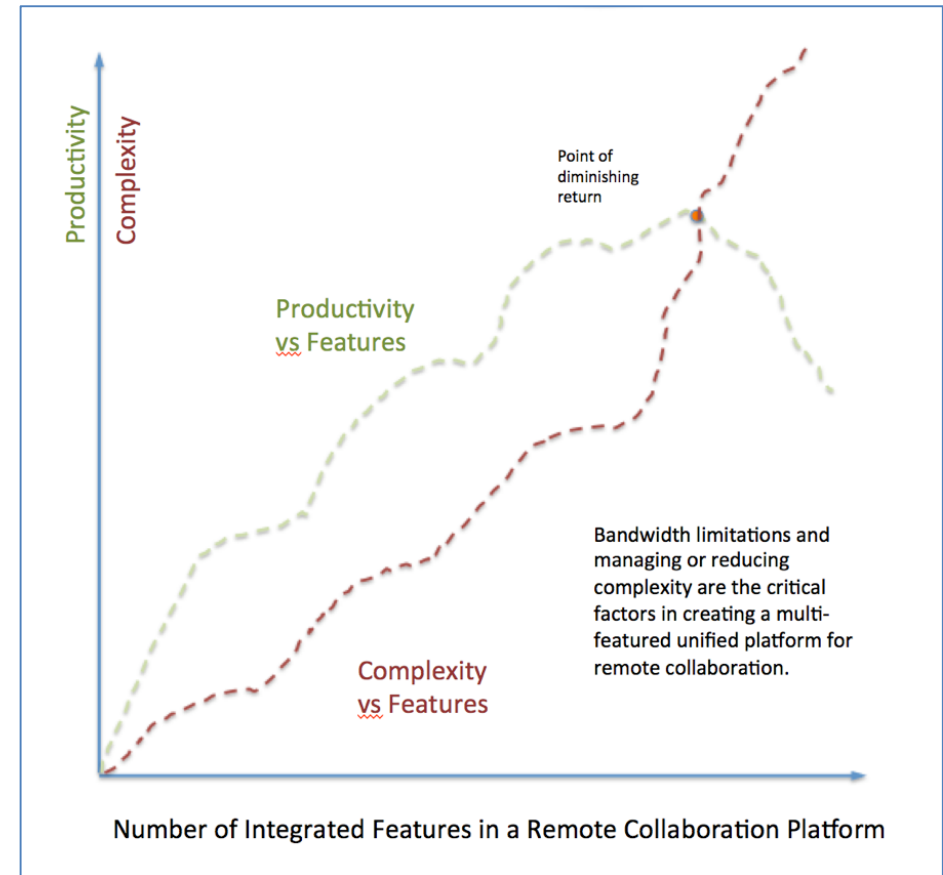 Productivity
Complexity
Point of
diminishing
return
Productivity
vs Features
Bandwidth limitations and
managing or reducing
complexity are the critical
factors in creating a multi-
featured unified platform for
remote collaboration.
Complexity
vs Features
Number of Integrated Features in a Remote Collaboration Platform